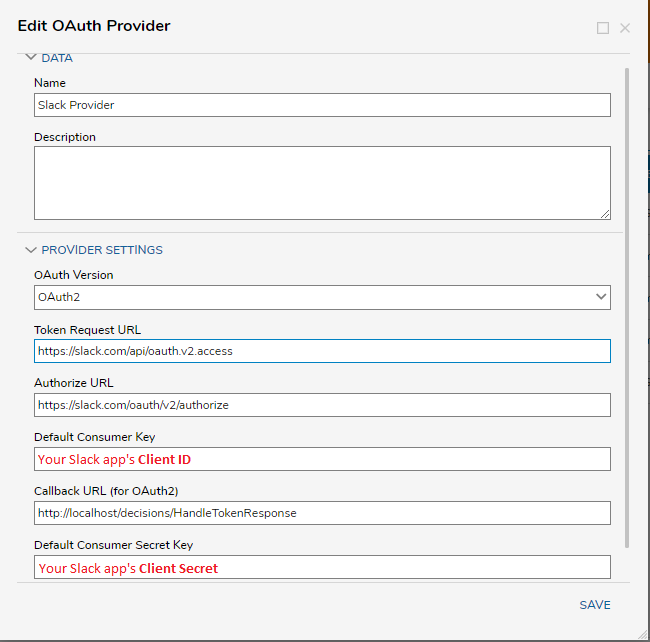 Edit OAuth Provider
DATA
Name
Slack Provider
Description
PROVIDER SETTINGS
OAuth Version
OAuth2
Token Request URL
https://slack.com/api/oauth.v2.access
Authorize URL
https://slack.com/oauth/v2/authorize
Default Consumer Key
Your Slack app's Client ID
Callback URL (for OAuth2)
http://localhost/decisions/HandleTokenResponse
Default Consumer Secret Key
Your Slack app's Client Secret
SAVE